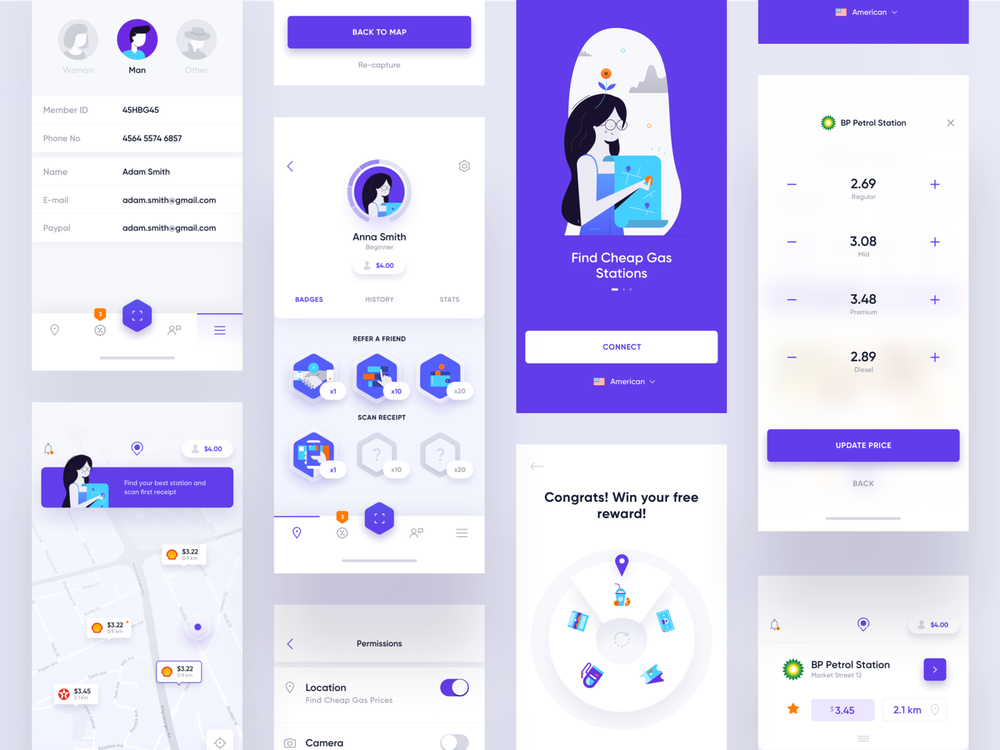 Woman
Man
Other
Member ID
45HBG45
Phone No
4564 5574 6857
Name
Adam Smith
E-mail
adam.smith@gmail.com
Paypal
adam.smith@gmail.com
3
$4.00
Find your best station and
scan first receipt
$3.22
0.9 km
$3.22
0.9 km
$3.22
0.9 km
$3.45
2.1 km
BACK TO MAP
Re-capture
Anna Smith
Beginner
$4.00
BADGES
HISTORY
STATS
REFER A FRIEND
x1
x10
x20
SCAN RECEIPT
x1
? x10
? x20
3
Permissions
Location
Find Cheap Gas Prices
Camera
Find Cheap Gas
Stations
CONNECT
American
Congrats! Win your free
reward!
American
BP Petrol Station
2.69
Regular
3.08
Mid
3.48
Premium
2.89
Diesel
UPDATE PRICE
BACK
$4.00
BP Petrol Station
Market Street 12
$3.45
2.1 km